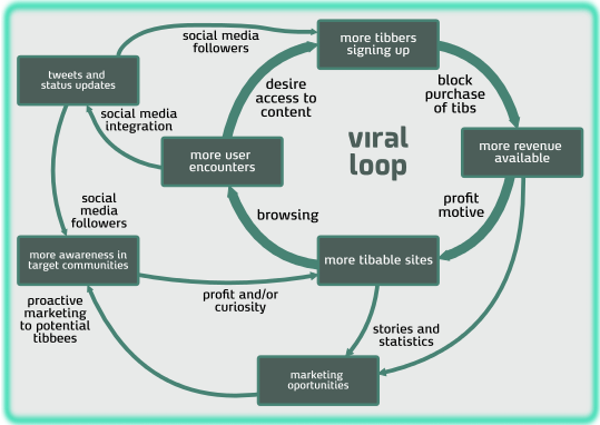 social media
followers
more tibbers
signing up
tweets and
status updates
desire
access to
content
block
purchase
of tibs
social media
integration
viral
loop
more user
encounters
more revenue
available
social
media
followers
browsing
profit
motive
more awareness in
target communities
more tibable sites
profit and/or
curiosity
proactive
marketing
to potential
tibbees
stories and
statistics
marketing
oportunities